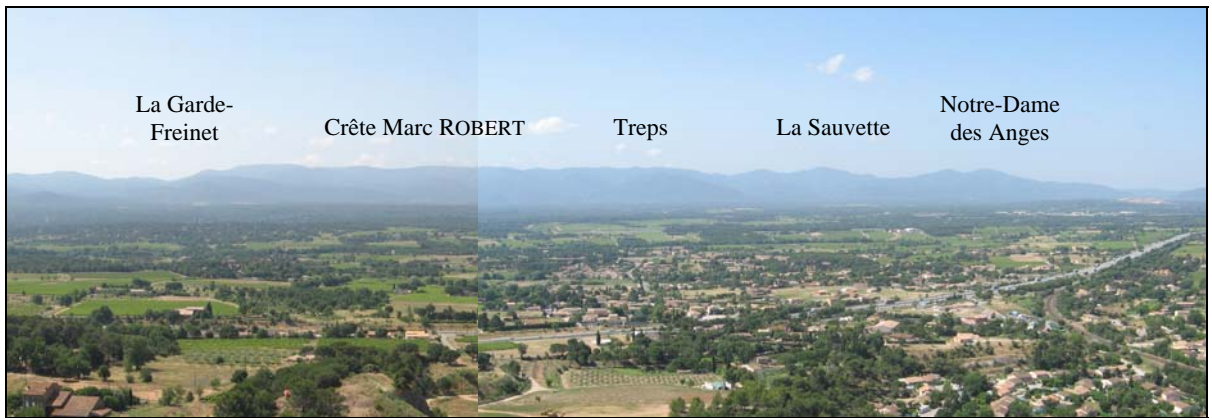 La Garde-
Freinet
Crête Marc ROBERT
Treps
La Sauvette
Notre-Dame
des Anges